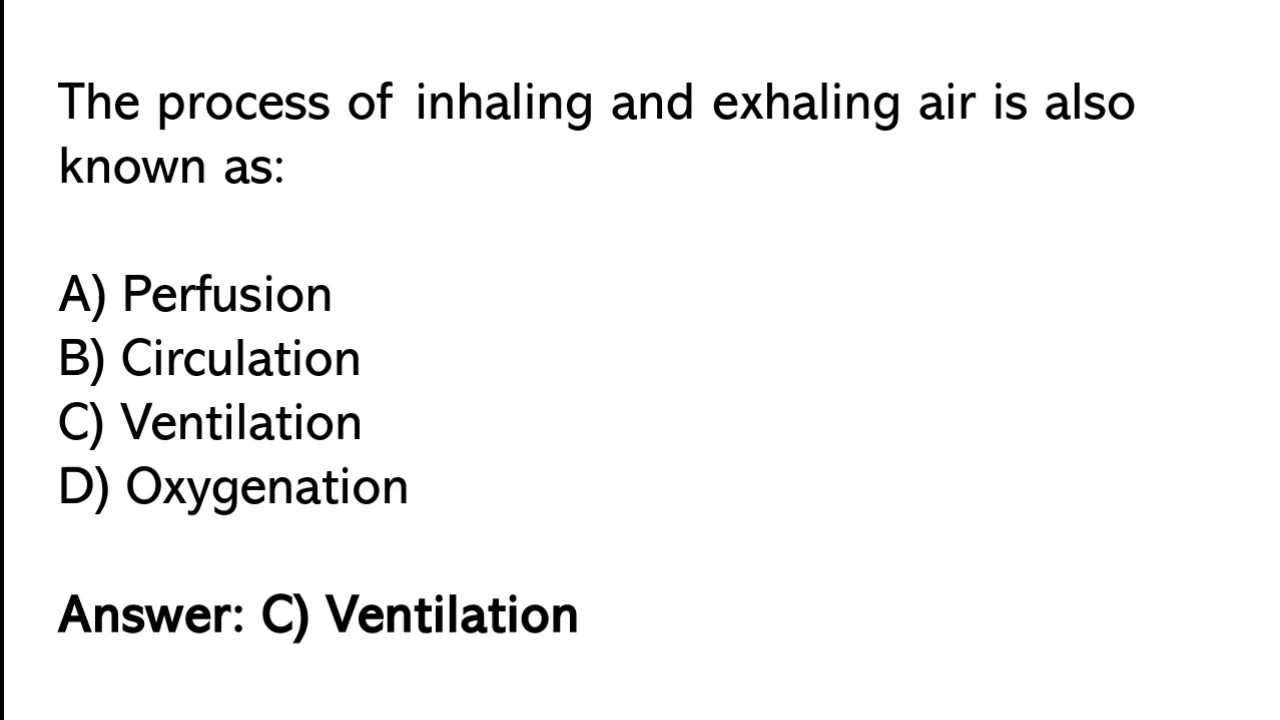 The process of inhaling and exhaling air is also
known as:
A) Perfusion
B) Circulation
C) Ventilation
D) Oxygenation
Answer: C) Ventilation